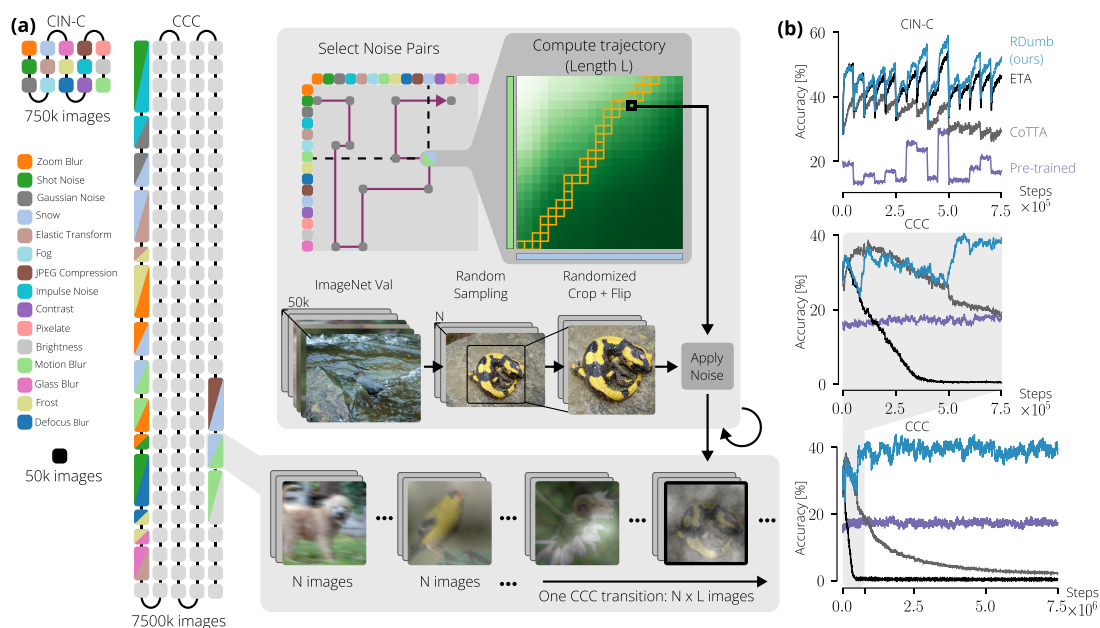 (a)
CIN-C
CCC
750k images
Zoom Blur
Shot Noise
Gaussian Noise
Snow
Elastic Transform
Fog
JPEG Compression
Impulse Noise
Contrast
Pixelate
Brightness
Motion Blur
Glass Blur
Frost
Defocus Blur
50k images
7500k images
Select Noise Pairs
Compute trajectory
(Length L)
ImageNet Val
Random
Sampling
Randomized
Crop + Flip
50k
N
Apply
Noise
N images
N images
One CCC transition: N x L images
(b)
CIN-C
Accuracy [%]
60
40
20
RDumb
(ours)
ETA
CoTTA
Pre-trained
0.0
2.5
5.0
7.5
Steps
×10⁵
CCC
Accuracy [%]
40
20
0
0.0
2.5
5.0
7.5
Steps
×10⁵
CCC
Accuracy [%]
40
20
0
0.0
2.5
5.0
7.5
Steps
×10⁶